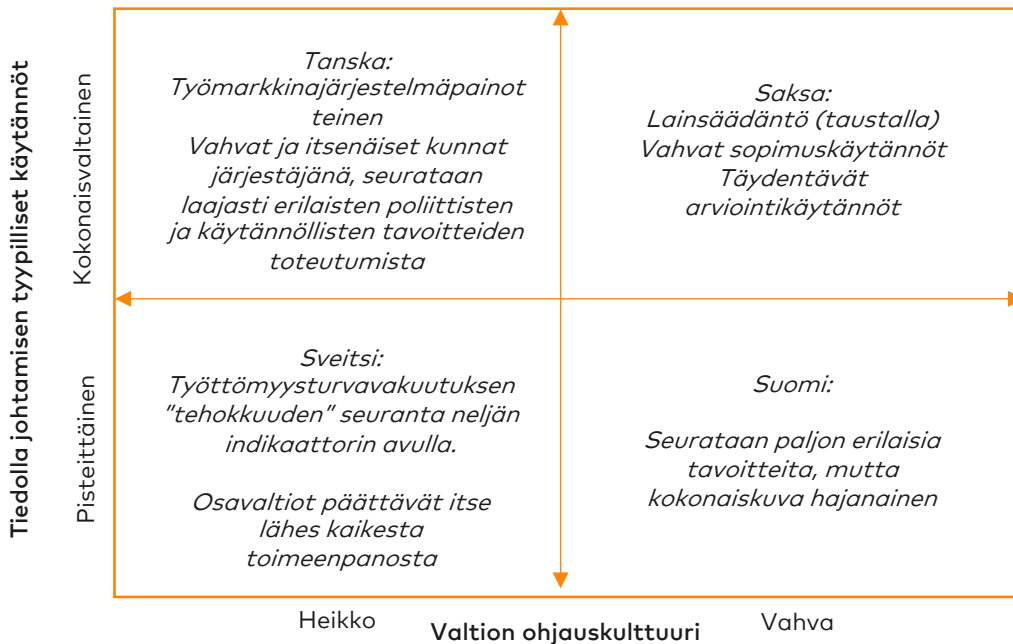 Tiedolla johtamisen tyypilliset käytännöt
Kokonaisvaltainen
Tanska:
Työmarkkinajärjestelmäpainot
teinen
Vahvat ja itsenäiset kunnat
järjestäjänä, seurataan
laajasti erilaisten poliittisten
ja käytännöllisten tavoitteiden
toteutumista
Saksa:
Lainsäädäntö (taustalla)
Vahvat sopimuskäytännöt
Täydentävät
arviointikäytännöt
Pisteittäinen
Sveitsi:
Työttömyysturvavakuutuksen
”tehokkuuden” seuranta neljän
indikaattorin avulla.
Osavaltiot päättävät itse
lähes kaikesta
toimeenpanosta
Suomi:
Seurataan paljon erilaisia
tavoitteita, mutta
kokonaiskuva hajanainen
Heikko
Valtion ohjauskulttuuri
Vahva